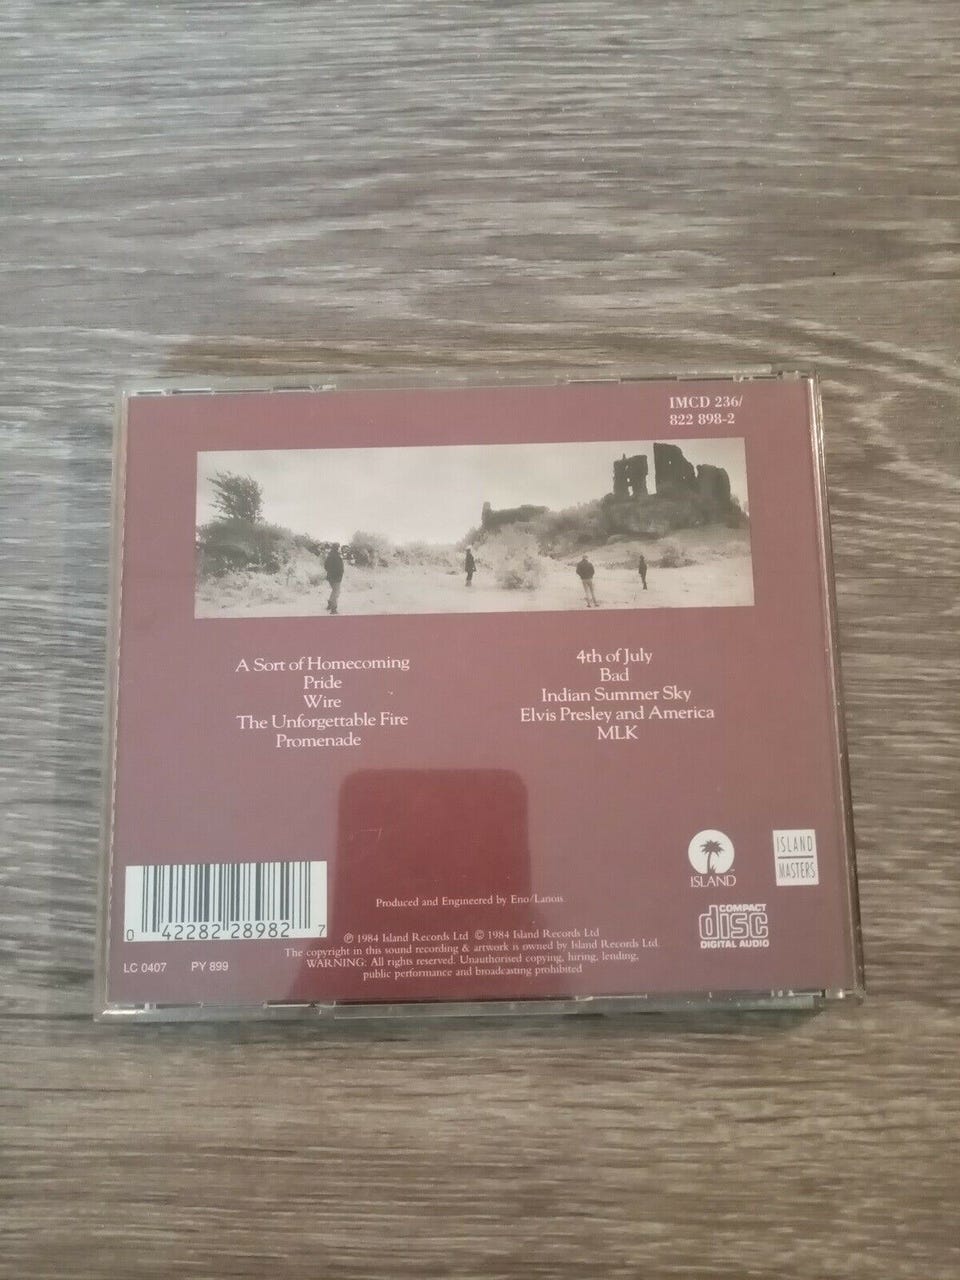 IMCD 236/
822 898-2
A Sort of Homecoming
Pride
Wire
The Unforgettable Fire
Promenade
4th of July
Bad
Indian Summer Sky
Elvis Presley and America
MLK
ISLAND
ISLAND
MASTERS
COMPACT
disc
DIGITAL AUDIO
Produced and Engineered by Eno/Lanois
℗ 1984 Island Records Ltd © 1984 Island Records Ltd
The copyright in this sound recording & artwork is owned by Island Records Ltd.
WARNING: All rights reserved. Unauthorised copying, hiring, lending,
public performance and broadcasting prohibited
0 42282 28982 7
LC 0407 PY 899